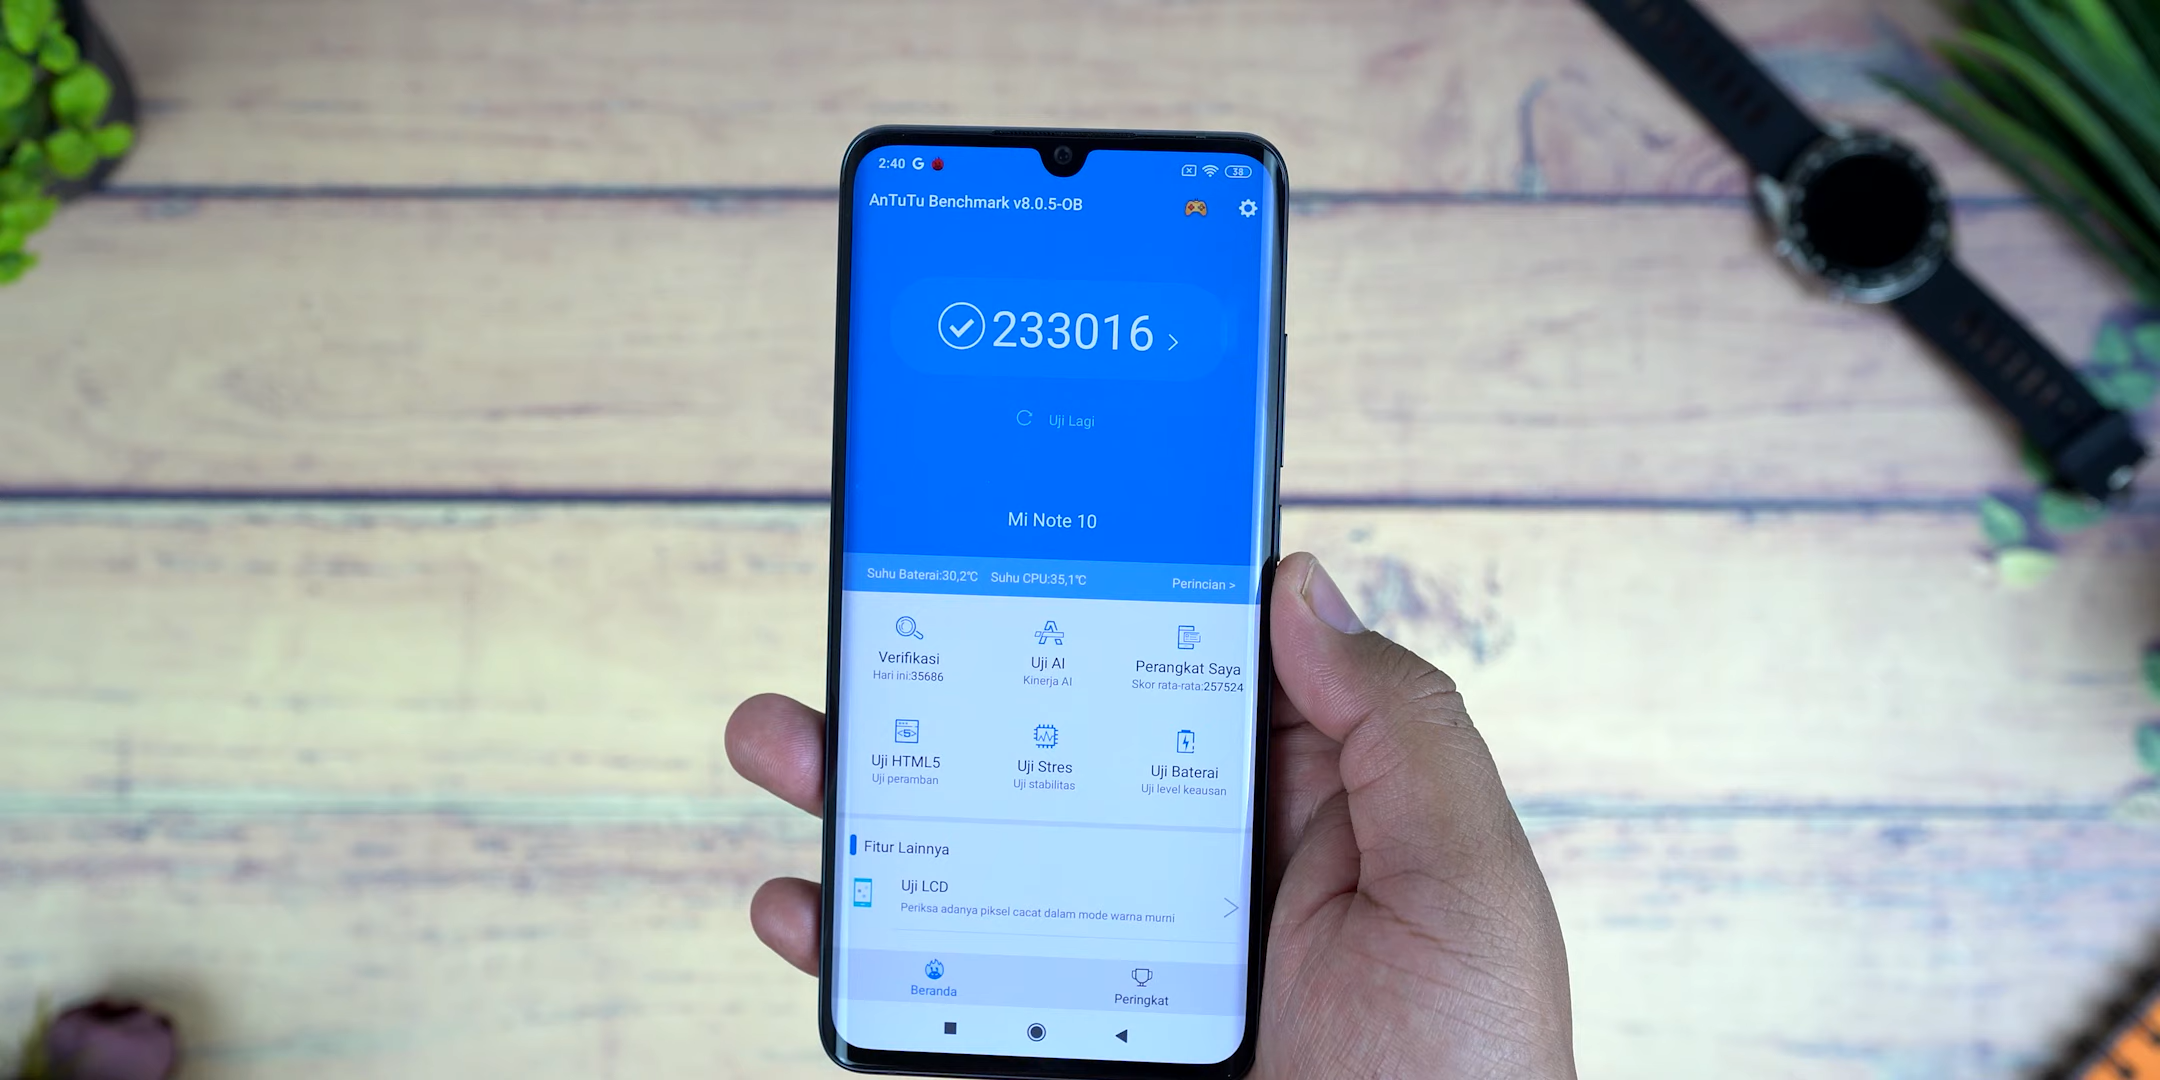 2:40 G 38
AnTuTu Benchmark v8.0.5-OB
233016 >
Uji Lagi
Mi Note 10
Suhu Baterai:30,2℃ Suhu CPU:35,1℃ Perincian >
Verifikasi
Hari ini:35686
Uji AI
Kinerja AI
Perangkat Saya
Skor rata-rata:257524
Uji HTML5
Uji peramban
Uji Stres
Uji stabilitas
Uji Baterai
Uji level keausan
Fitur Lainnya
Uji LCD
Periksa adanya piksel cacat dalam mode warna murni
Beranda
Peringkat